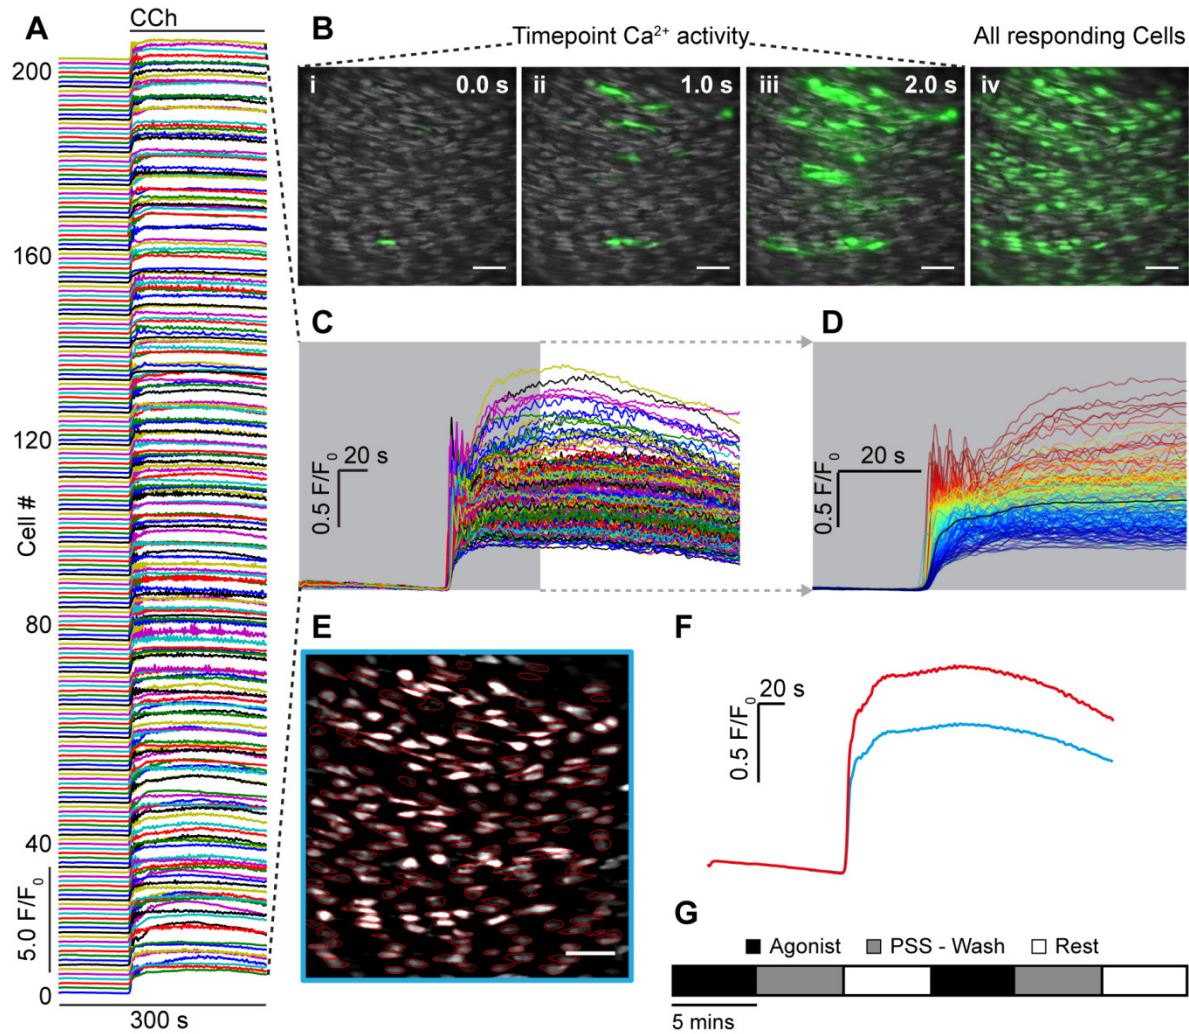 A
CCh
200
160
120
Cell #
80
40
5.0 F/F₀
0
300 s
B
Timepoint Ca²⁺ activity
All responding Cells
i
0.0 s
ii
1.0 s
iii
2.0 s
iv
C
0.5 F/F₀
20 s
D
0.5 F/F₀
20 s
E
F
0.5 F/F₀
20 s
G
Agonist
PSS - Wash
Rest
5 mins